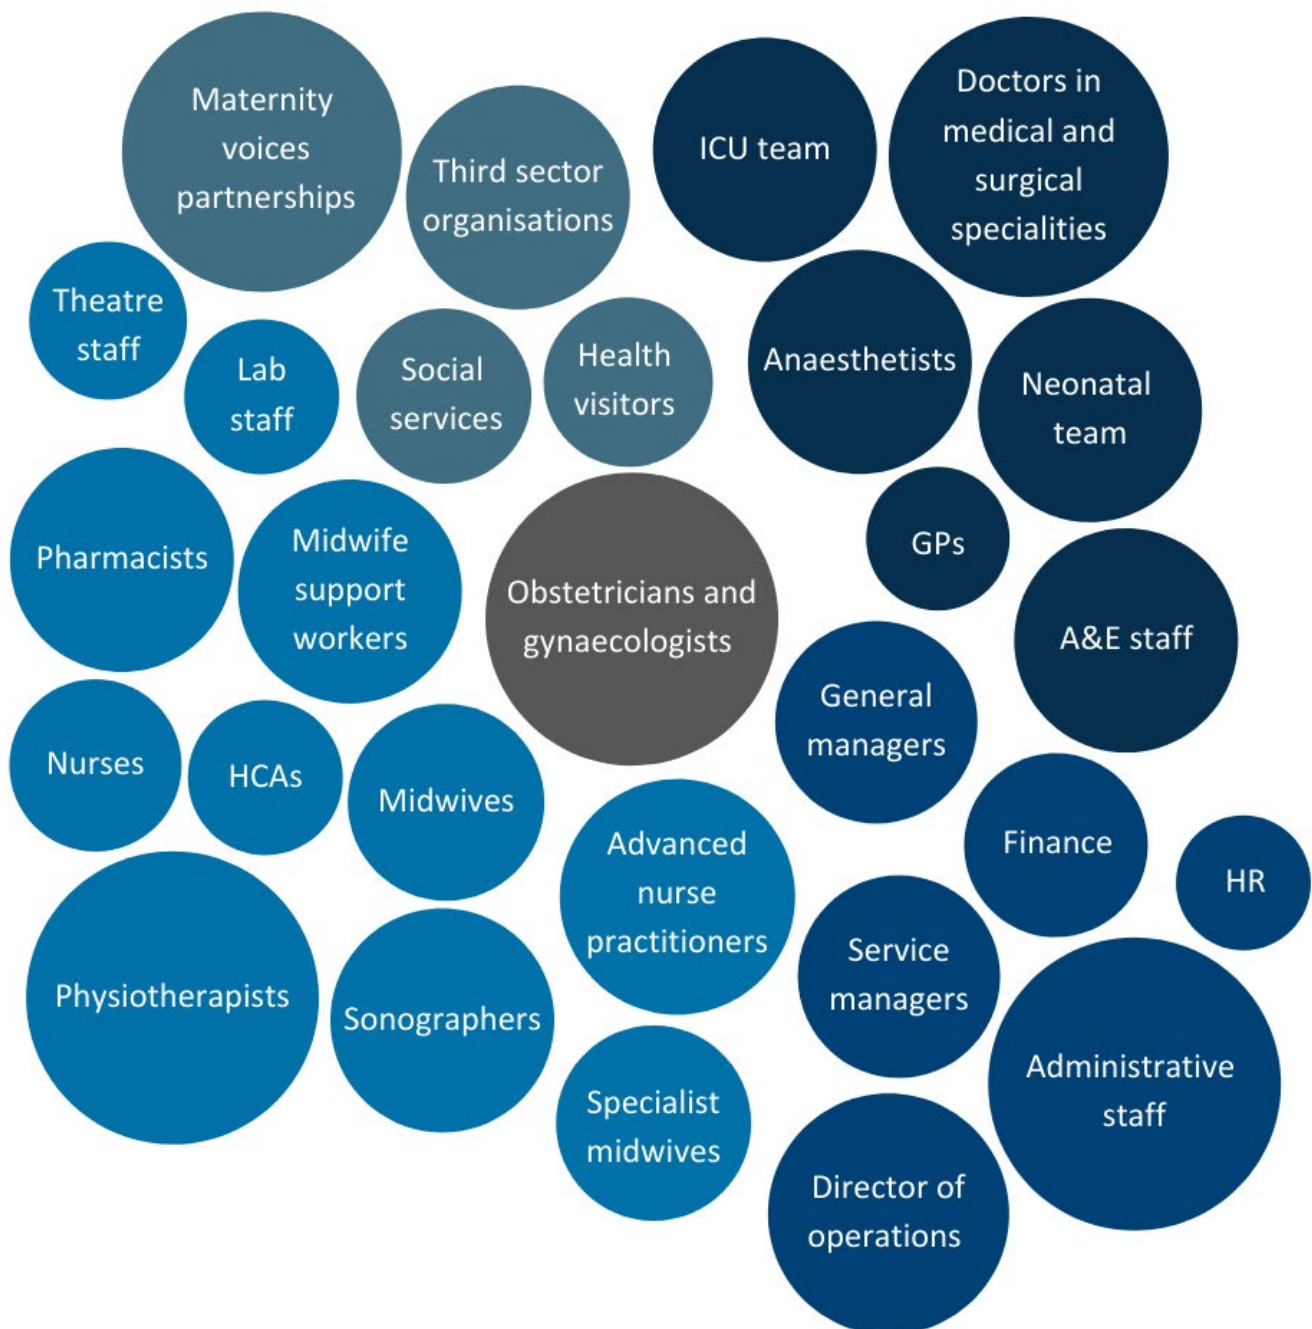 Maternity
voices
partnerships
Third sector
organisations
ICU team
Doctors in
medical and
surgical
specialities
Theatre
staff
Lab
staff
Social
services
Health
visitors
Anaesthetists
Neonatal
team
Pharmacists
Midwife
support
workers
Obstetricians and
gynaecologists
GPs
A&E staff
General
managers
Nurses
HCAs
Midwives
Advanced
nurse
practitioners
Finance
HR
Physiotherapists
Sonographers
Service
managers
Administrative
staff
Specialist
midwives
Director of
operations